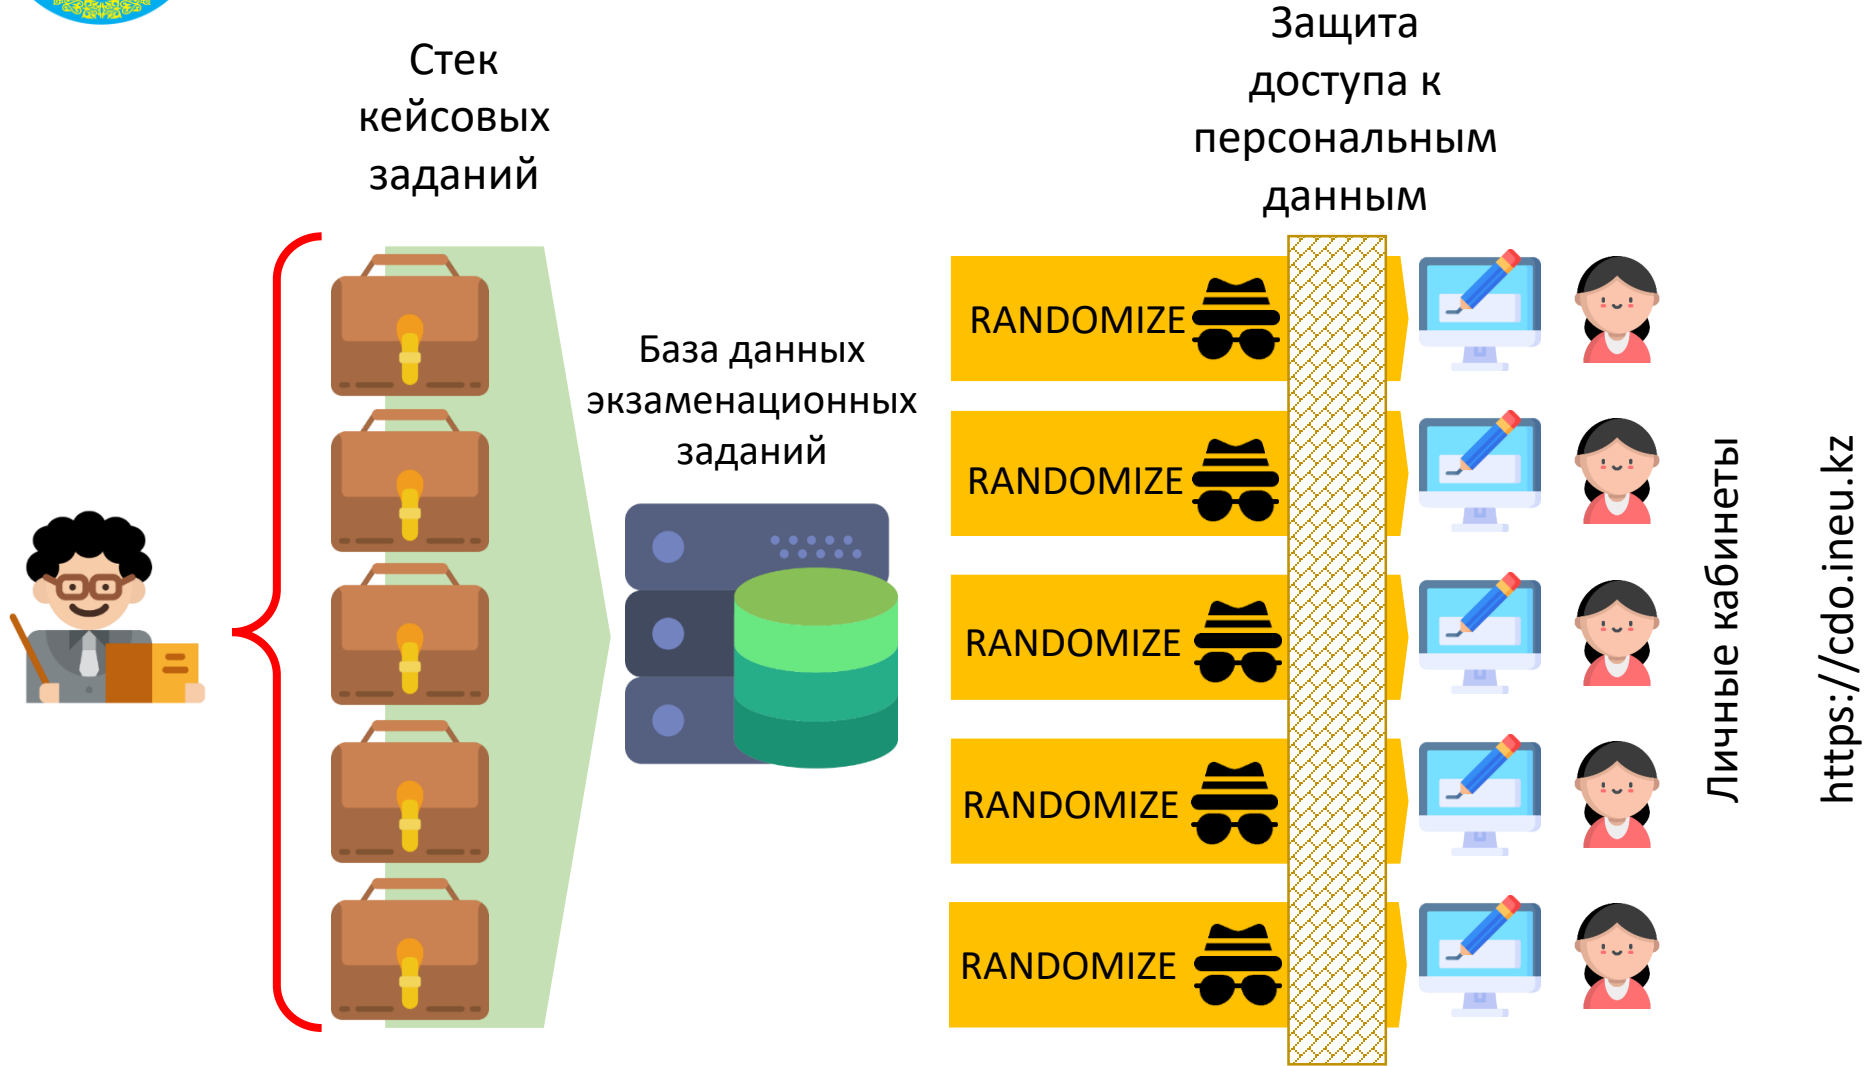 Стек
кейсовых
заданий
База данных
экзаменационных
заданий
Защита
доступа к
персональным
данным
RANDOMIZE
RANDOMIZE
RANDOMIZE
RANDOMIZE
RANDOMIZE
Личные кабинеты
https://cdo.ineu.kz